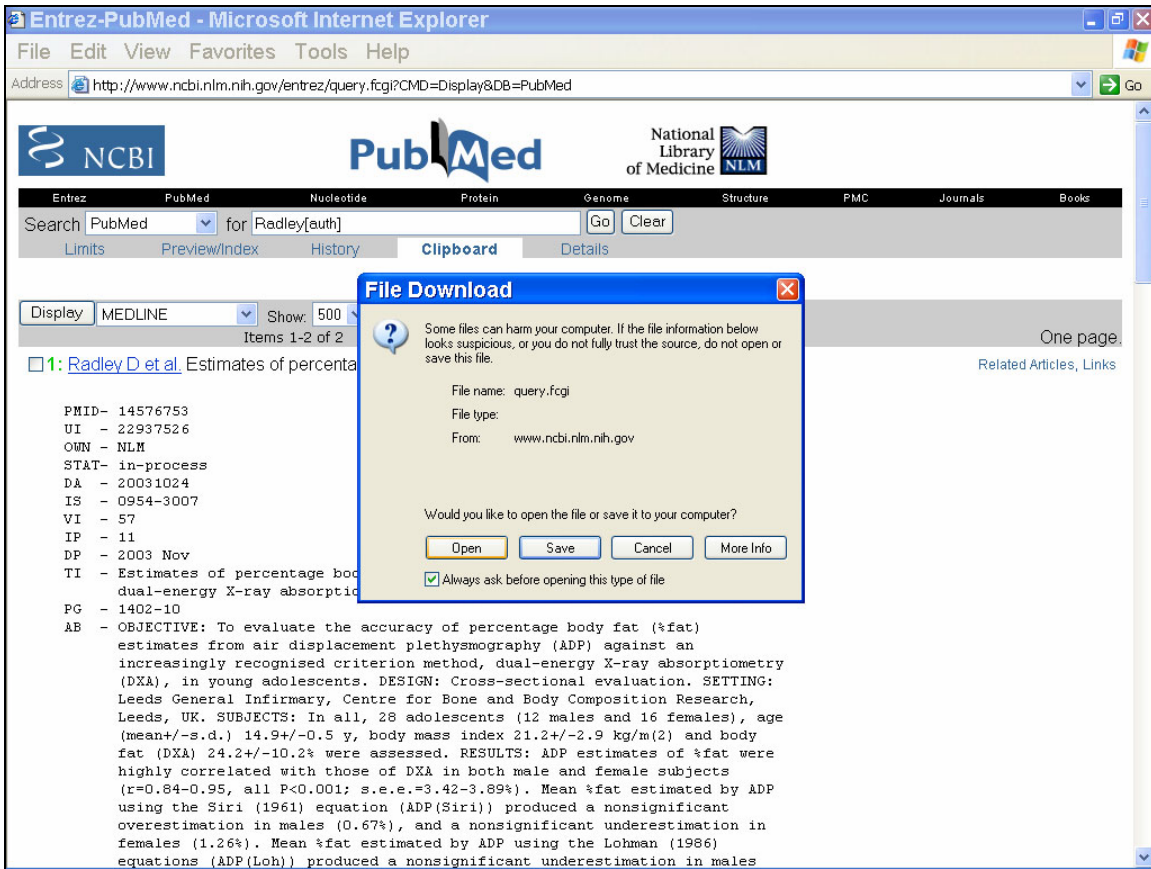 Entrez-PubMed - Microsoft Internet Explorer
File Edit View Favorites Tools Help
Address http://www.ncbi.nlm.nih.gov/entrez/query.fcgi?CMD=Display&DB=PubMed Go
NCBI
PubMed
National
Library
of Medicine NLM
Entrez PubMed Nucleotide Protein Genome Structure PMC Journals Books
Search PubMed for Radley[auth] Go Clear
Limits Preview/Index History Clipboard Details
Display MEDLINE Show: 500
Items 1-2 of 2 One page.
1: Radley D et al. Estimates of percenta Related Articles, Links
File Download
Some files can harm your computer. If the file information below
looks suspicious, or you do not fully trust the source, do not open or
save this file.
File name: query.fcgi
File type:
From: www.ncbi.nlm.nih.gov
Would you like to open the file or save it to your computer?
Open Save Cancel More Info
Always ask before opening this type of file
PMID- 14576753
UI - 22937526
OWN - NLM
STAT- in-process
DA - 20031024
IS - 0954-3007
VI - 57
IP - 11
DP - 2003 Nov
TI - Estimates of percentage bod
dual-energy X-ray absorptio
PG - 1402-10
AB - OBJECTIVE: To evaluate the accuracy of percentage body fat (%fat)
estimates from air displacement plethysmography (ADP) against an
increasingly recognised criterion method, dual-energy X-ray absorptiometry
(DXA), in young adolescents. DESIGN: Cross-sectional evaluation. SETTING:
Leeds General Infirmary, Centre for Bone and Body Composition Research,
Leeds, UK. SUBJECTS: In all, 28 adolescents (12 males and 16 females), age
(mean+/-s.d.) 14.9+/-0.5 y, body mass index 21.2+/-2.9 kg/m(2) and body
fat (DXA) 24.2+/-10.2% were assessed. RESULTS: ADP estimates of %fat were
highly correlated with those of DXA in both male and female subjects
(r=0.84-0.95, all P<0.001; s.e.e.=3.42-3.89%). Mean %fat estimated by ADP
using the Siri (1961) equation (ADP(Siri)) produced a nonsignificant
overestimation in males (0.67%), and a nonsignificant underestimation in
females (1.26%). Mean %fat estimated by ADP using the Lohman (1986)
equations (ADP(Loh)) produced a nonsignificant underestimation in males